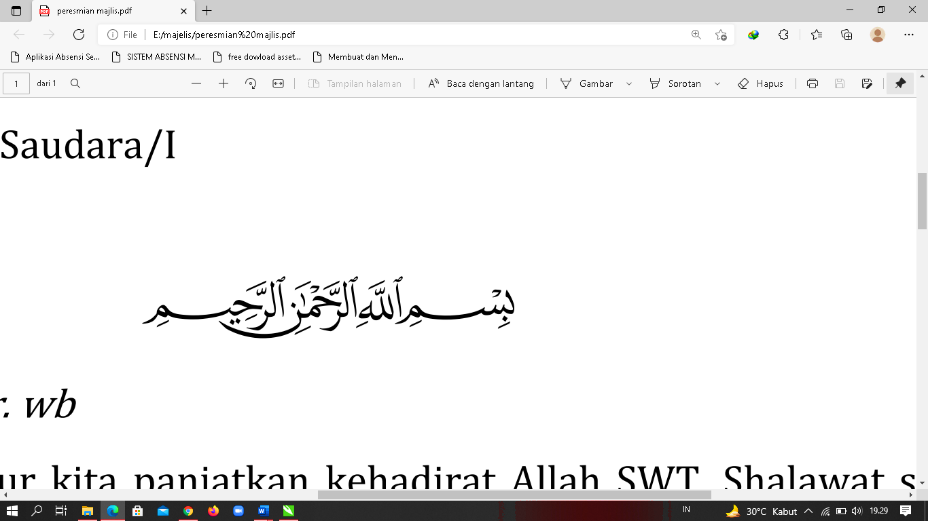 peresmian majlis.pdf
File E:/majelis/peresmian%20majlis.pdf
Aplikasi Absensi Se... SISTEM ABSENSI M... free dowload asset... Membuat dan Men...
1 dari 1 Tampilan halaman Baca dengan lantang Gambar Sorotan Hapus
Saudara/I
بِسْمِ ٱللَّهِ ٱلرَّحْمَٰنِ ٱلرَّحِيمِ
r. wb
ur kita panjatkan kehadirat Allah SWT. Shalawat s
IN 30°C Kabut 19.29